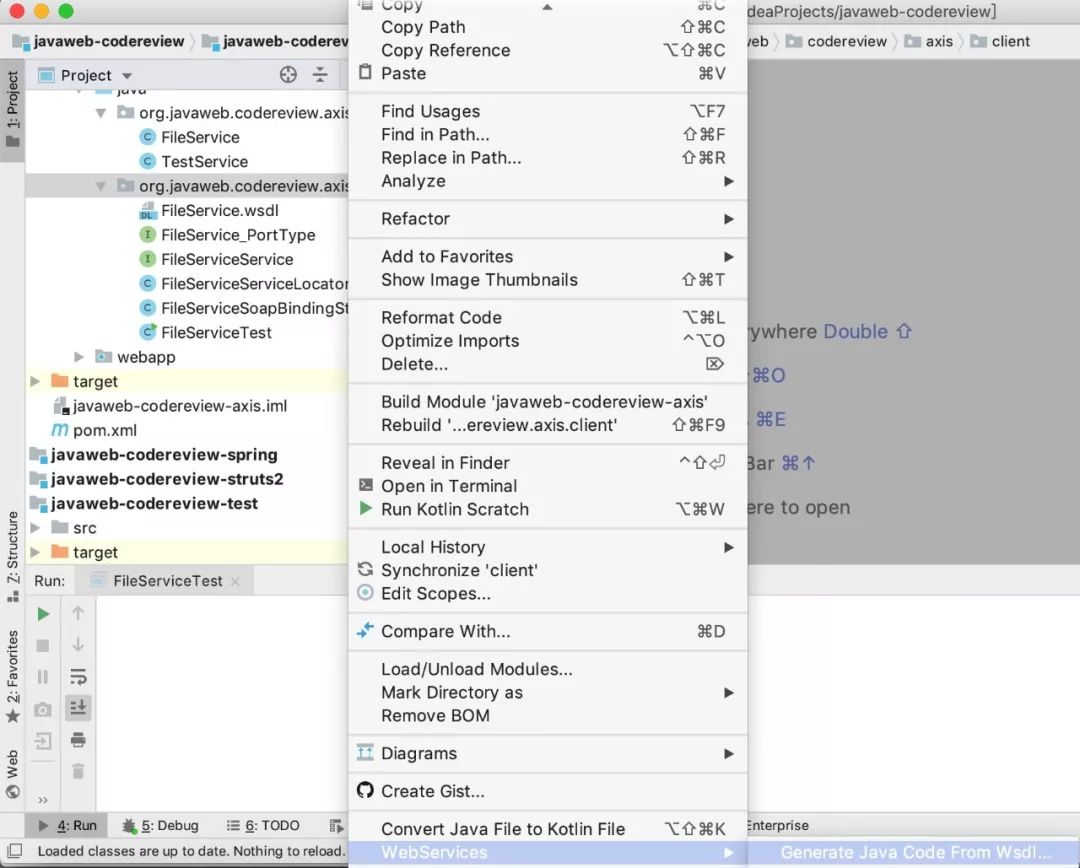 Copy ⌘C
deaProjects/javaweb-codereview]
javaweb-codereview
javaweb-coderev
Copy Path ⇧⌘C
eb
codereview
axis
client
Copy Reference ⌥⇧⌘C
Paste ⌘V
1: Project
Project
java
org.javaweb.codereview.axis
FileService
TestService
org.javaweb.codereview.axis
FileService.wsdl
FileService_PortType
FileServiceService
FileServiceServiceLocator
FileServiceSoapBindingSt
FileServiceTest
webapp
target
javaweb-codereview-axis.iml
pom.xml
javaweb-codereview-spring
javaweb-codereview-struts2
javaweb-codereview-test
src
target
Find Usages ⌥F7
Find in Path... ⇧⌘F
Replace in Path... ⇧⌘R
Analyze
Refactor
Add to Favorites
Show Image Thumbnails ⇧⌘T
Reformat Code ⌥⌘L
Optimize Imports ^⌥O
Delete... ⌦
Build Module 'javaweb-codereview-axis'
Rebuild '...ereview.axis.client' ⇧⌘F9
Reveal in Finder ^⇧⏎
Open in Terminal
Run Kotlin Scratch ⌥⌘W
Local History
Synchronize 'client'
Edit Scopes...
Compare With... ⌘D
Load/Unload Modules...
Mark Directory as
Remove BOM
Diagrams
Create Gist...
Convert Java File to Kotlin File ⌥⇧⌘K
WebServices
Generate Java Code From Wsdl...
ywhere Double ⇧
⌘O
⌘E
Bar ⌘↑
ere to open
Z: Structure
2: Favorites
Web
Run:
FileServiceTest
4: Run
5: Debug
6: TODO
Enterprise
Loaded classes are up to date. Nothing to reload.